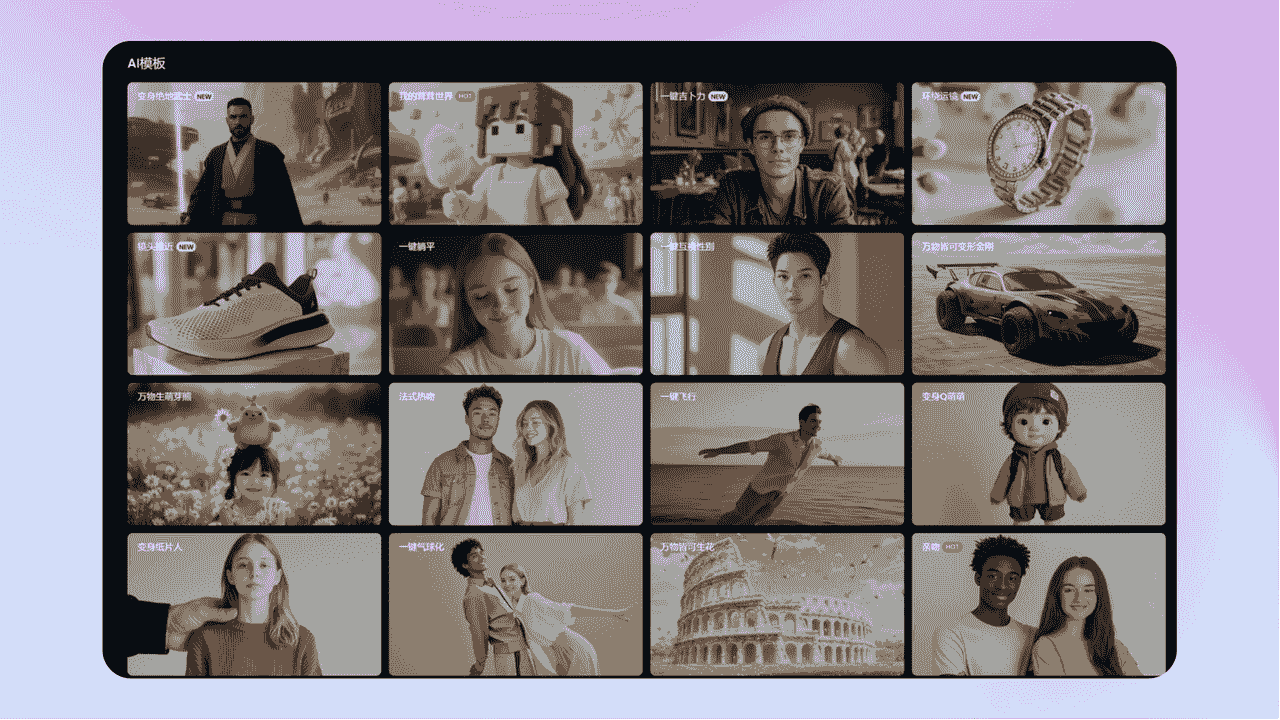 AI模板
变身绝地武士 NEW
我的茸茸世界 HOT
一键吉卜力 NEW
环绕运镜 NEW
镜头推近 NEW
一键躺平
一键互换性别
万物皆可变形金刚
万物生萌芽熊
法式热吻
一键飞行
变身Q萌萌
变身纸片人
一键气球化
万物皆可生花
亲吻 HOT